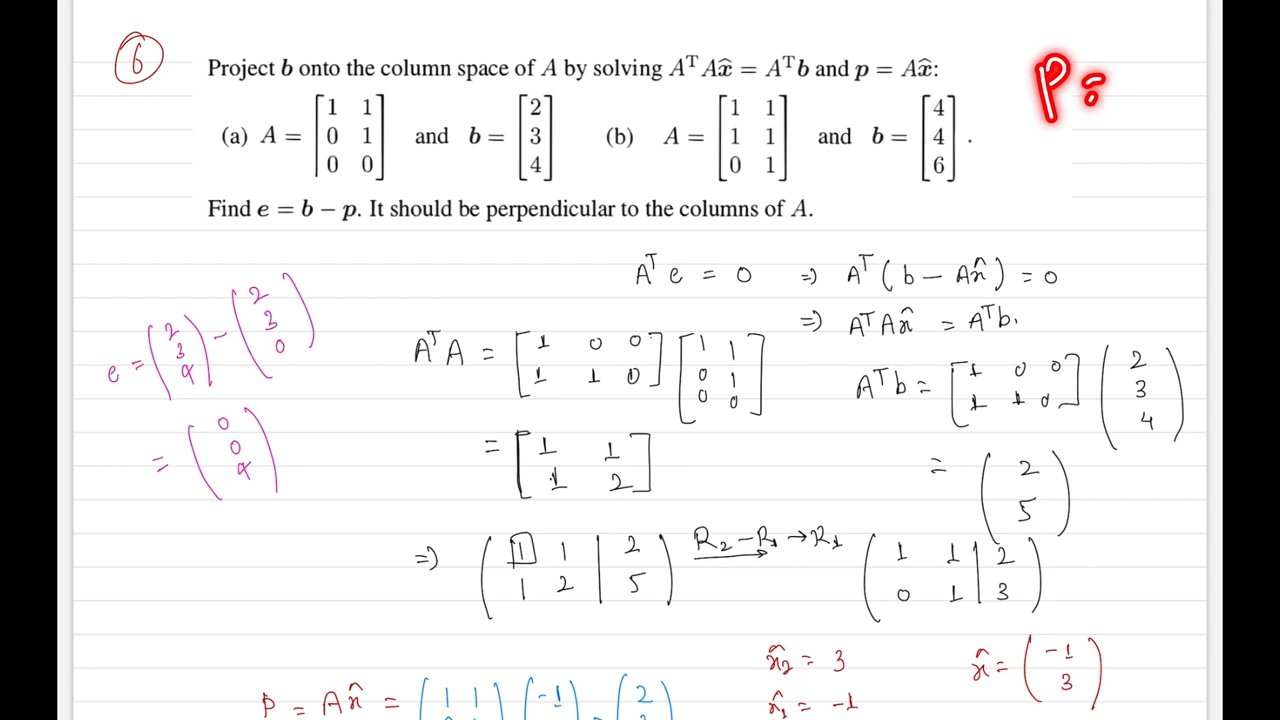 6
Project b onto the column space of A by solving AᵀAx̂ = Aᵀb and p = Ax̂:
P =
(a) A = [1 1; 0 1; 0 0] and b = [2; 3; 4] (b) A = [1 1; 1 1; 0 1] and b = [4; 4; 6].
Find e = b − p. It should be perpendicular to the columns of A.
Aᵀe = 0 ⇒ Aᵀ(b − Ax̂) = 0
⇒ AᵀAx̂ = Aᵀb.
e = (2; 3; 4) − (2; 3; 0)
= (0; 0; 4)
AᵀA = [1 0 0; 1 1 0] [1 1; 0 1; 0 0]
= [1 1; 1 2]
Aᵀb = [1 0 0; 1 1 0] (2; 3; 4)
= (2; 5)
⇒ (1 1 | 2; 1 2 | 5) R₂ − R₁ → R₁ (1 1 | 2; 0 1 | 3)
x̂₂ = 3
x̂₁ = −1
x̂ = (−1; 3)
P = Ax̂ =